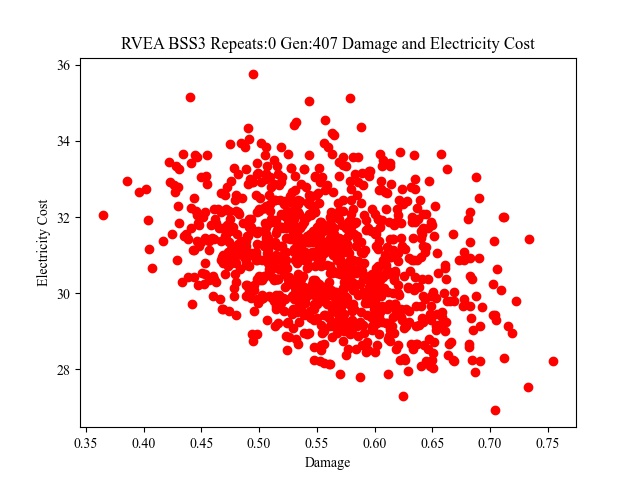 RVEA BSS3 Repeats:0 Gen:407 Damage and Electricity Cost
36
34
32
30
28
Electricity Cost
0.35 0.40 0.45 0.50 0.55 0.60 0.65 0.70 0.75
Damage